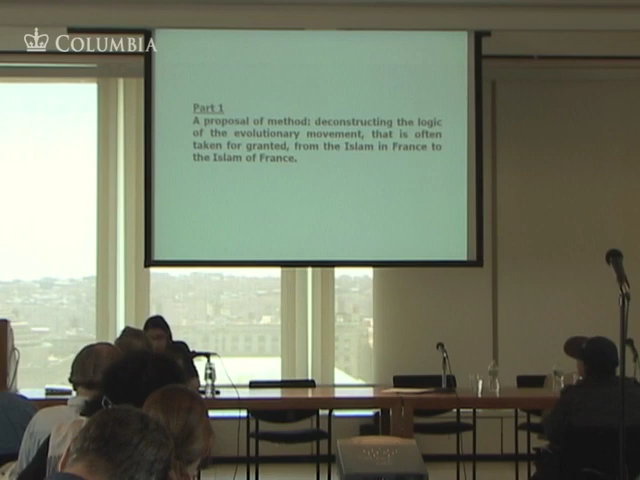 COLUMBIA
Part 1
A proposal of method: deconstructing the logic
of the evolutionary movement, that is often
taken for granted, from the Islam in France to
the Islam of France.